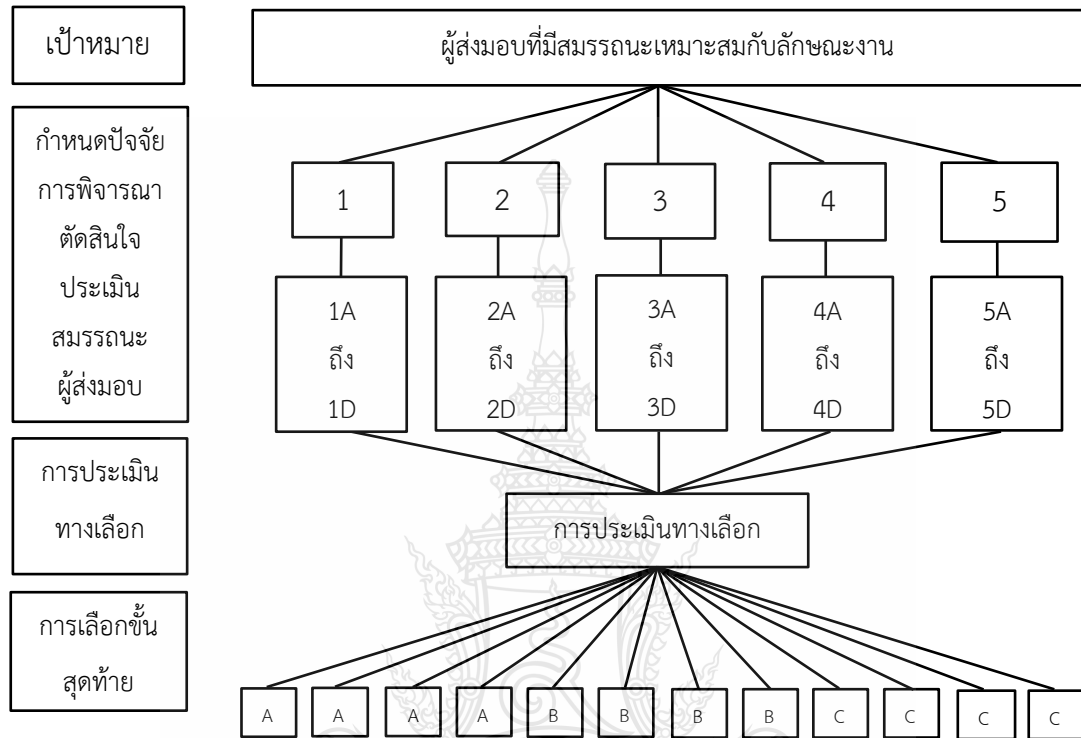 เป้าหมาย
ผู้ส่งมอบที่มีสมรรถนะเหมาะสมกับลักษณะงาน
กำหนดปัจจัย
การพิจารณา
ตัดสินใจ
ประเมิน
สมรรถนะ
ผู้ส่งมอบ
1 2 3 4 5
1A 2A 3A 4A 5A
ถึง ถึง ถึง ถึง ถึง
1D 2D 3D 4D 5D
การประเมิน
ทางเลือก
การประเมินทางเลือก
การเลือกขั้น
สุดท้าย
A A A A B B B B C C C C